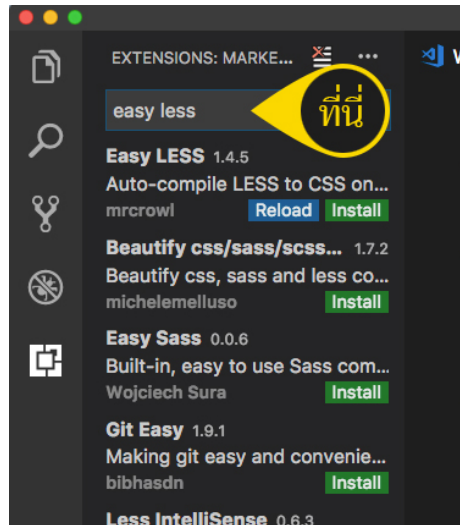 EXTENSIONS: MARKE...
W
easy less
ที่นี่
Easy LESS 1.4.5
Auto-compile LESS to CSS on...
mrcrowl Reload Install
Beautify css/sass/scss... 1.7.2
Beautify css, sass and less co...
michelemelluso Install
Easy Sass 0.0.6
Built-in, easy to use Sass com...
Wojciech Sura Install
Git Easy 1.9.1
Making git easy and convenie...
bibhasdn Install
Less IntelliSense 0.6.3